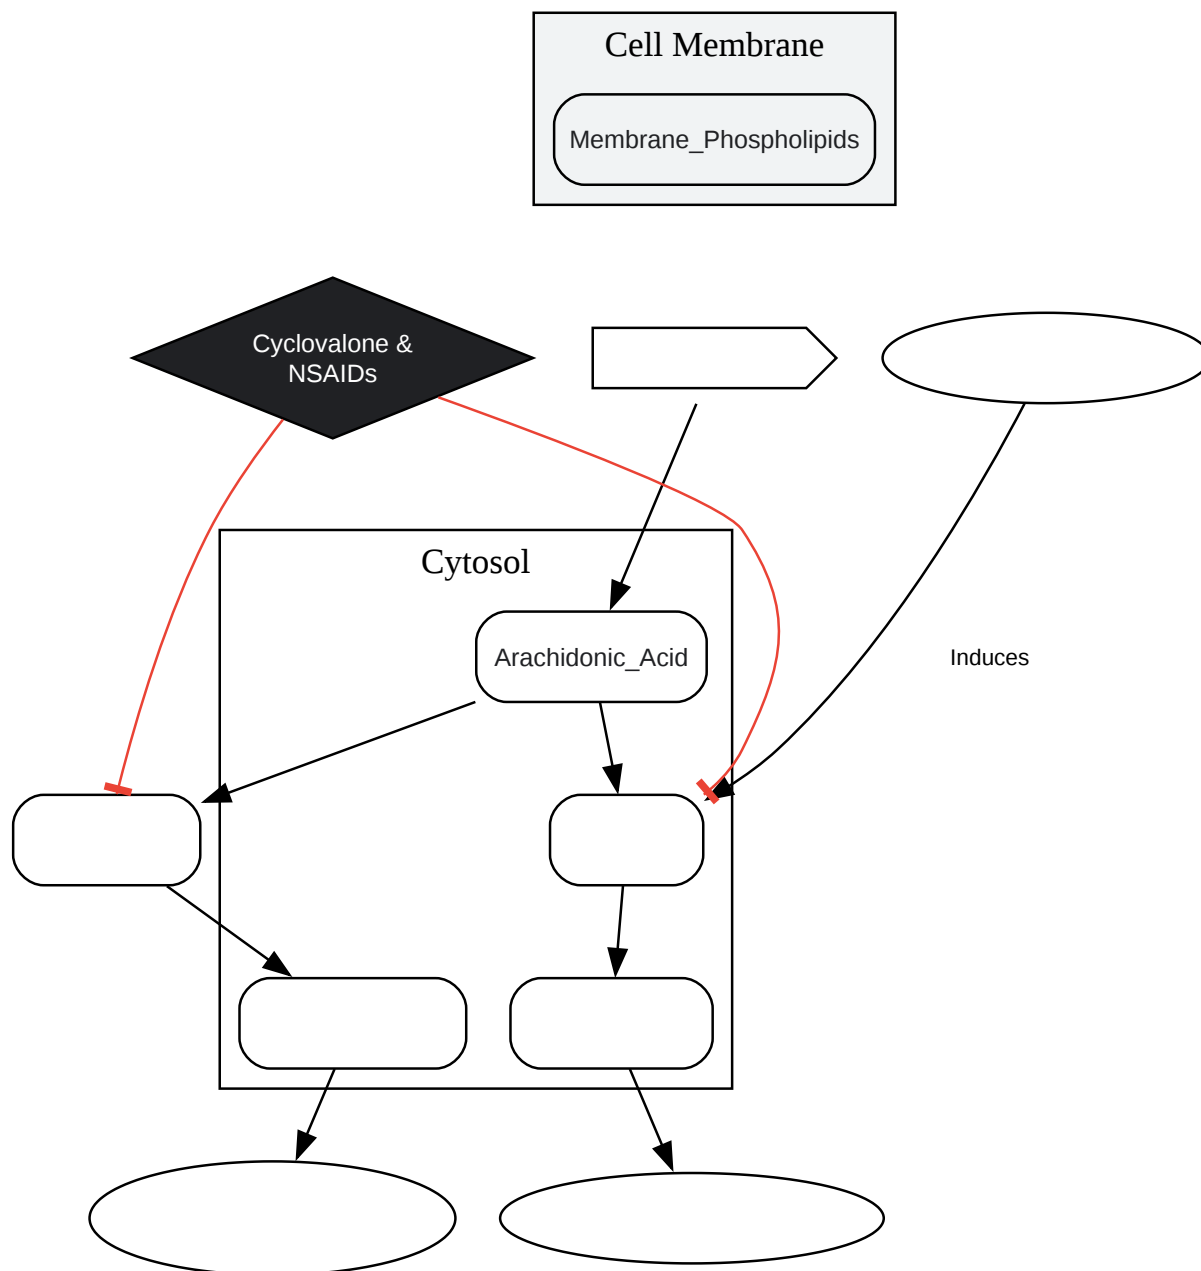 Cell Membrane
Membrane_Phospholipids
Cyclovalone &
NSAIDs
Cytosol
Arachidonic_Acid
Induces